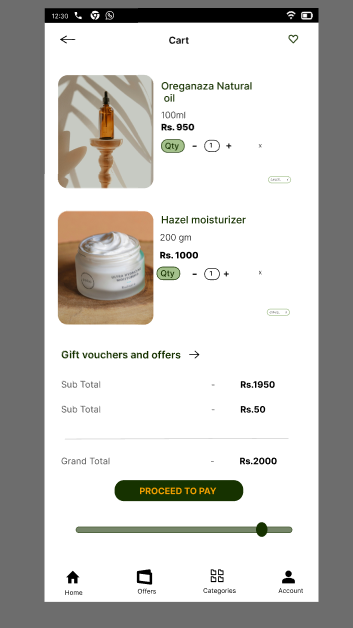 12:30
Cart
Oreganaza Natural
oil
100ml
Rs. 950
Qty - 1 + x
Hazel moisturizer
200 gm
Rs. 1000
Qty - 1 + x
Gift vouchers and offers
Sub Total - Rs.1950
Sub Total - Rs.50
Grand Total - Rs.2000
PROCEED TO PAY
Home Offers Categories Account